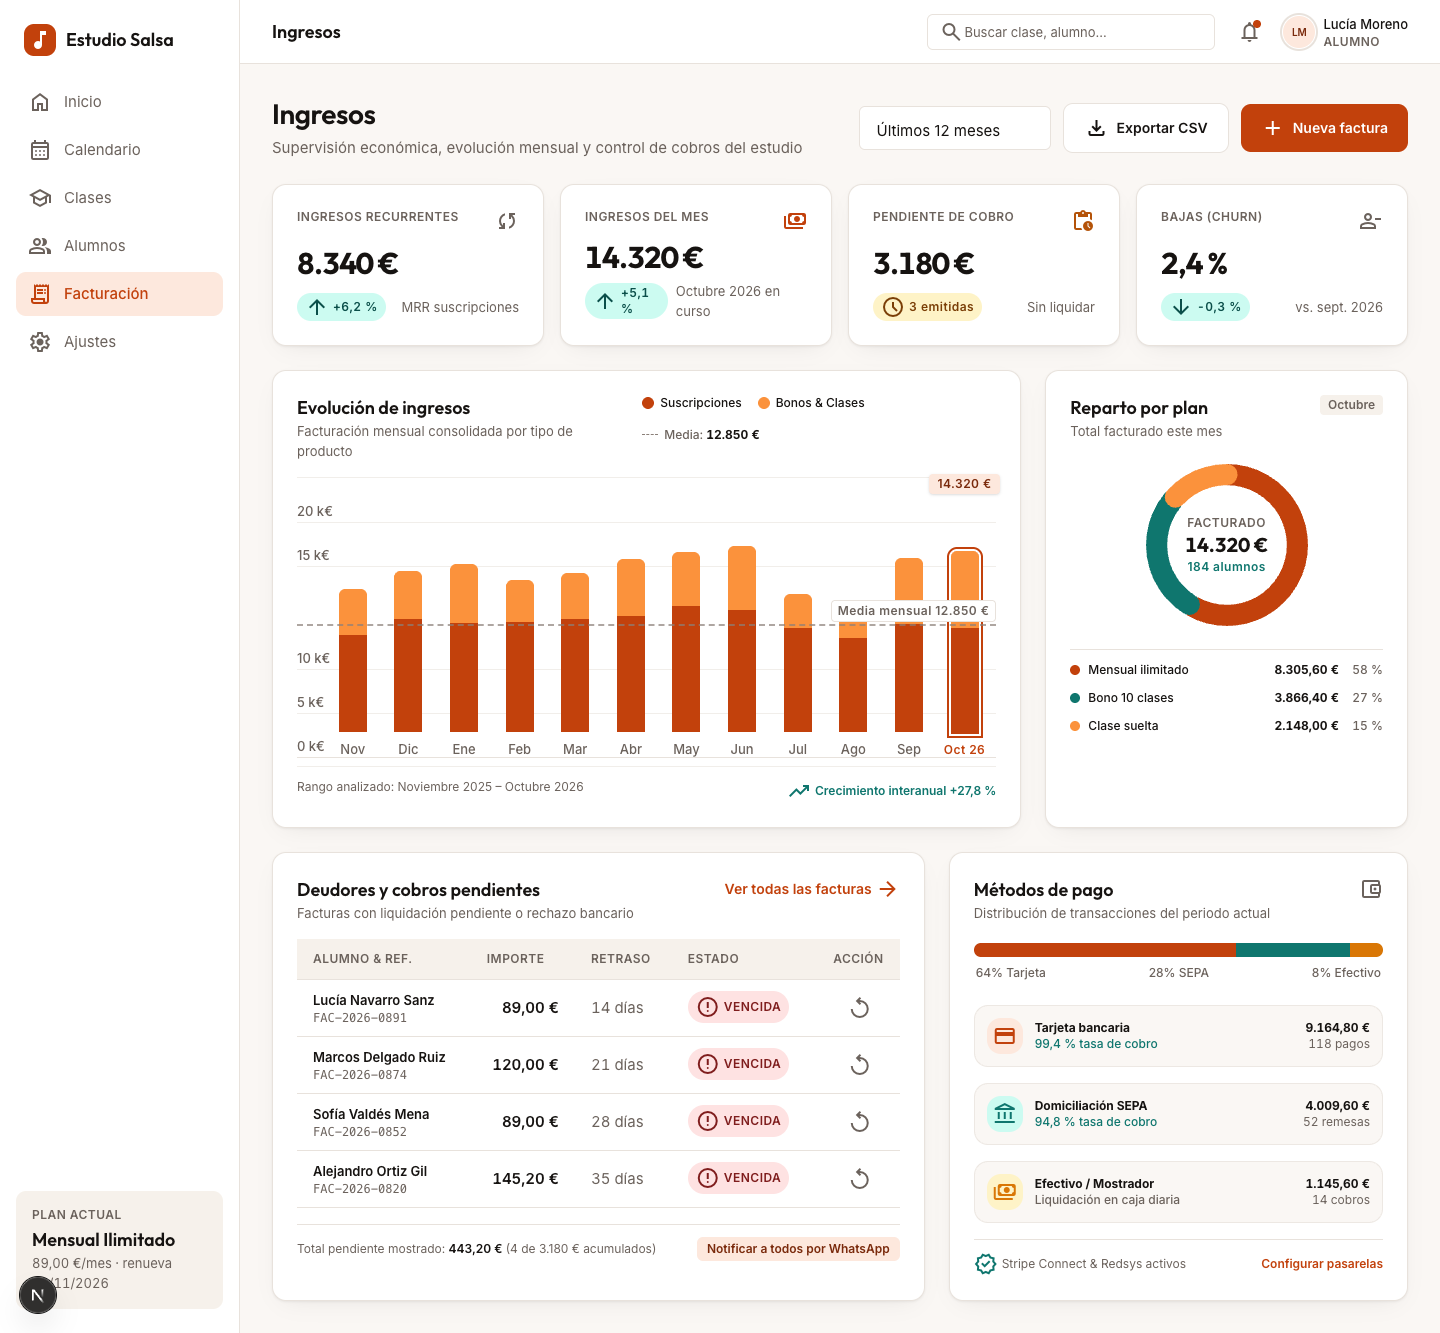 Estudio Salsa
Inicio
Calendario
Clases
Alumnos
Facturación
Ajustes
PLAN ACTUAL
Mensual Ilimitado
89,00 €/mes · renueva
/11/2026
N
Ingresos
Buscar clase, alumno...
LM
Lucía Moreno
ALUMNO
Ingresos
Supervisión económica, evolución mensual y control de cobros del estudio
Últimos 12 meses
Exportar CSV
Nueva factura
INGRESOS RECURRENTES
8.340 €
+6,2 %
MRR suscripciones
INGRESOS DEL MES
14.320 €
+5,1
%
Octubre 2026 en
curso
PENDIENTE DE COBRO
3.180 €
3 emitidas
Sin liquidar
BAJAS (CHURN)
2,4 %
-0,3 %
vs. sept. 2026
Evolución de ingresos
Facturación mensual consolidada por tipo de
producto
Suscripciones
Bonos & Clases
Media: 12.850 €
14.320 €
20 k€
15 k€
Media mensual 12.850 €
10 k€
5 k€
0 k€
Nov
Dic
Ene
Feb
Mar
Abr
May
Jun
Jul
Ago
Sep
Oct 26
Rango analizado: Noviembre 2025 – Octubre 2026
Crecimiento interanual +27,8 %
Reparto por plan
Octubre
Total facturado este mes
FACTURADO
14.320 €
184 alumnos
Mensual ilimitado 8.305,60 € 58 %
Bono 10 clases 3.866,40 € 27 %
Clase suelta 2.148,00 € 15 %
Deudores y cobros pendientes
Facturas con liquidación pendiente o rechazo bancario
Ver todas las facturas
ALUMNO & REF. IMPORTE RETRASO ESTADO ACCIÓN
Lucía Navarro Sanz
FAC-2026-0891
89,00 € 14 días VENCIDA
Marcos Delgado Ruiz
FAC-2026-0874
120,00 € 21 días VENCIDA
Sofía Valdés Mena
FAC-2026-0852
89,00 € 28 días VENCIDA
Alejandro Ortiz Gil
FAC-2026-0820
145,20 € 35 días VENCIDA
Total pendiente mostrado: 443,20 € (4 de 3.180 € acumulados)
Notificar a todos por WhatsApp
Métodos de pago
Distribución de transacciones del periodo actual
64% Tarjeta
28% SEPA
8% Efectivo
Tarjeta bancaria
99,4 % tasa de cobro
9.164,80 €
118 pagos
Domiciliación SEPA
94,8 % tasa de cobro
4.009,60 €
52 remesas
Efectivo / Mostrador
Liquidación en caja diaria
1.145,60 €
14 cobros
Stripe Connect & Redsys activos
Configurar pasarelas